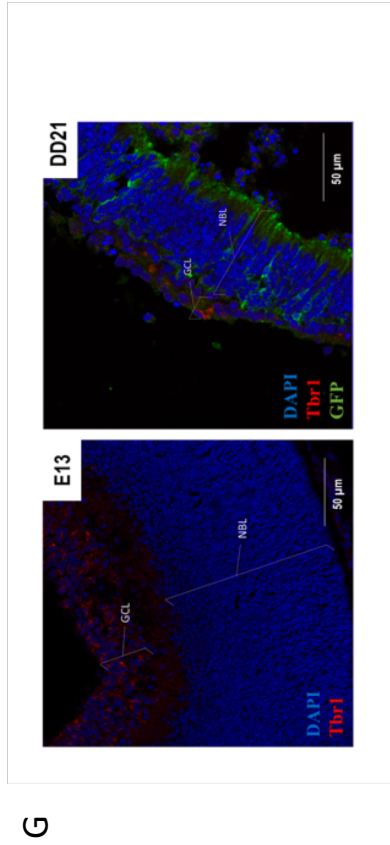 G
E13
GCL
NBL
DAPI
Tbr1
50 µm
DD21
GCL
NBL
DAPI
Tbr1
GFP
50 µm